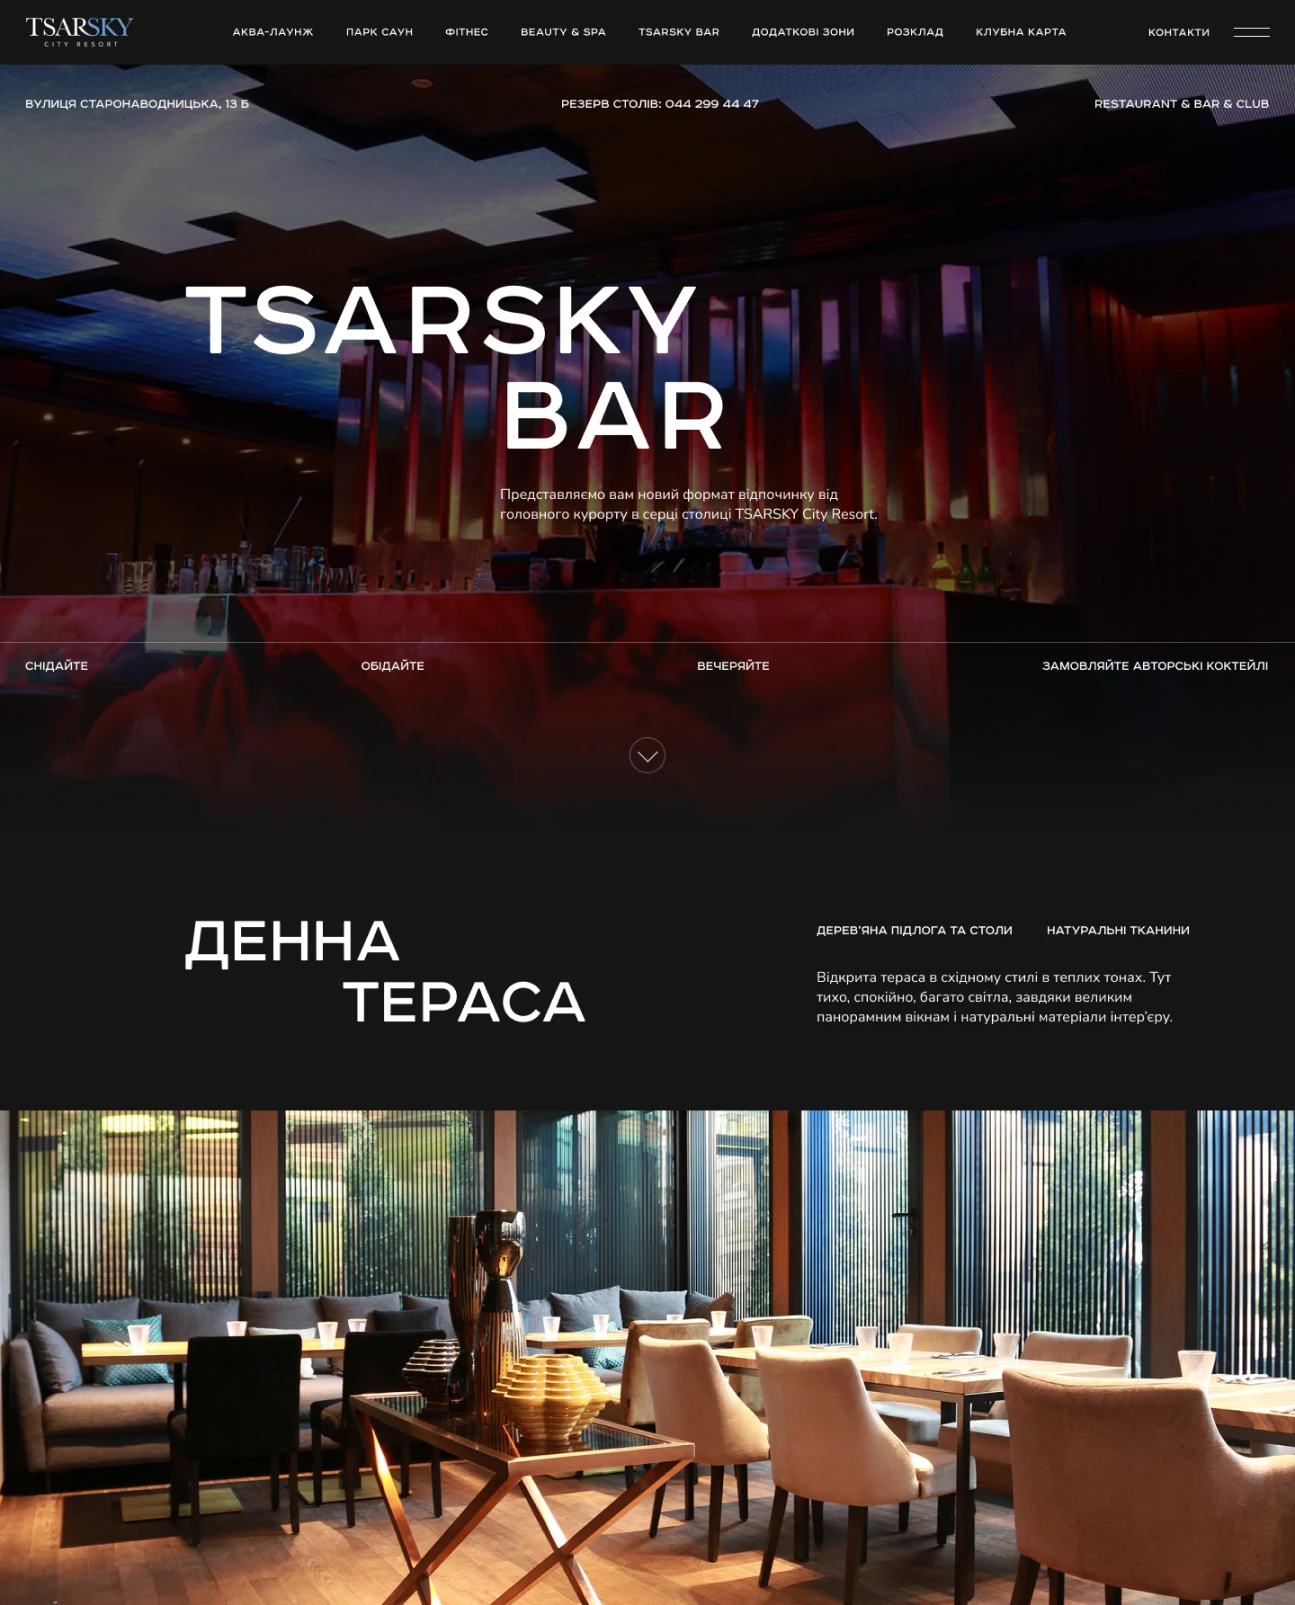 TSARSKY
CITY RESORT
АКВА-ЛАУНЖ
ПАРК САУН
ФІТНЕС
BEAUTY & SPA
TSARSKY BAR
ДОДАТКОВІ ЗОНИ
РОЗКЛАД
КЛУБНА КАРТА
КОНТАКТИ
ВУЛИЦЯ СТАРОНАВОДНИЦЬКА, 13 Б
РЕЗЕРВ СТОЛІВ: 044 299 44 47
RESTAURANT & BAR & CLUB
TSARSKY
BAR
Представляємо вам новий формат відпочинку від
головного курорту в серці столиці TSARSKY City Resort.
СНІДАЙТЕ
ОБІДАЙТЕ
ВЕЧЕРЯЙТЕ
ЗАМОВЛЯЙТЕ АВТОРСЬКІ КОКТЕЙЛІ
ДЕННА
ТЕРАСА
ДЕРЕВ'ЯНА ПІДЛОГА ТА СТОЛИ
НАТУРАЛЬНІ ТКАНИНИ
Відкрита тераса в східному стилі в теплих тонах. Тут
тихо, спокійно, багато світла, завдяки великим
панорамним вікнам і натуральні матеріали інтер'єру.